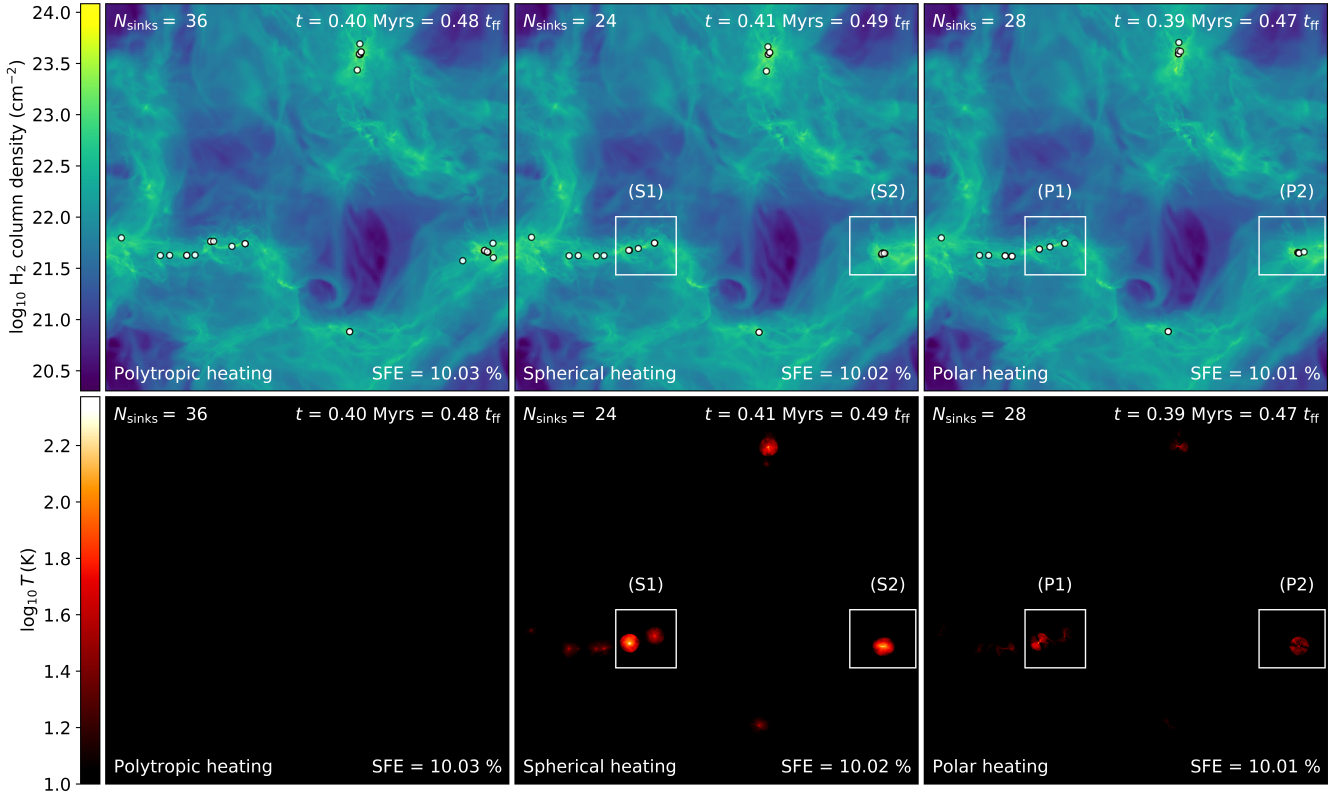 log₁₀ H₂ column density (cm⁻²)
24.0
23.5
23.0
22.5
22.0
21.5
21.0
20.5
N_sinks = 36
t = 0.40 Myrs = 0.48 t_ff
Polytropic heating
SFE = 10.03 %
N_sinks = 24
t = 0.41 Myrs = 0.49 t_ff
(S1)
(S2)
Spherical heating
SFE = 10.02 %
N_sinks = 28
t = 0.39 Myrs = 0.47 t_ff
(P1)
(P2)
Polar heating
SFE = 10.01 %
log₁₀ T (K)
2.2
2.0
1.8
1.6
1.4
1.2
1.0
N_sinks = 36
t = 0.40 Myrs = 0.48 t_ff
Polytropic heating
SFE = 10.03 %
N_sinks = 24
t = 0.41 Myrs = 0.49 t_ff
(S1)
(S2)
Spherical heating
SFE = 10.02 %
N_sinks = 28
t = 0.39 Myrs = 0.47 t_ff
(P1)
(P2)
Polar heating
SFE = 10.01 %